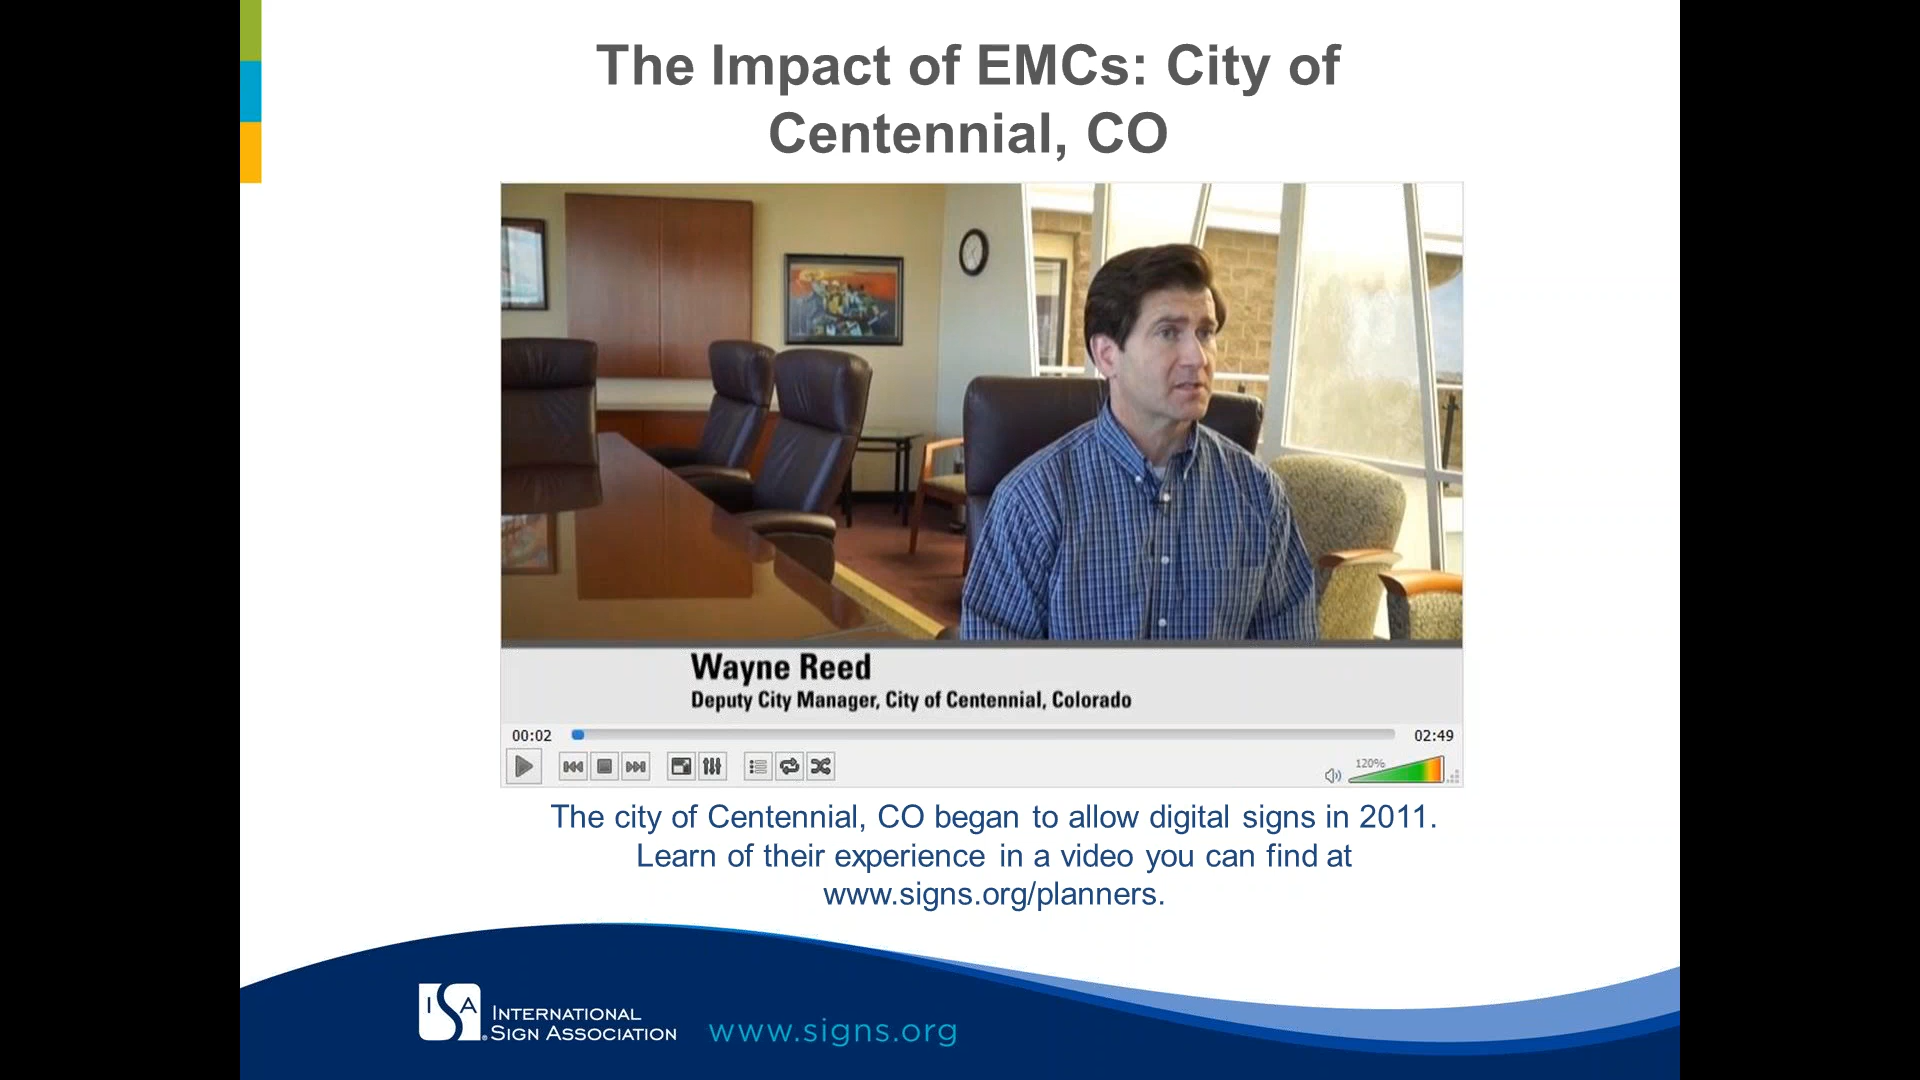 The Impact of EMCs: City of
Centennial, CO
Wayne Reed
Deputy City Manager, City of Centennial, Colorado
00:02
02:49
120%
The city of Centennial, CO began to allow digital signs in 2011.
Learn of their experience in a video you can find at
www.signs.org/planners.
ISA
INTERNATIONAL
SIGN ASSOCIATION
www.signs.org